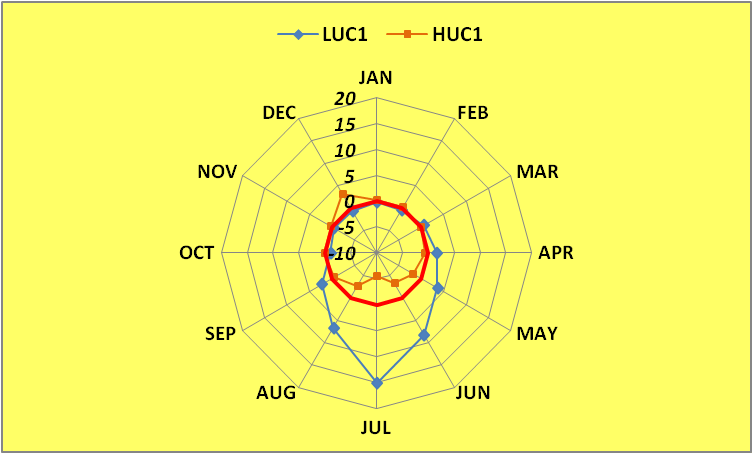 LUC1 HUC1
JAN
20
DEC FEB
15
10
NOV MAR
5
0
-5
OCT -10 APR
SEP MAY
AUG JUN
JUL